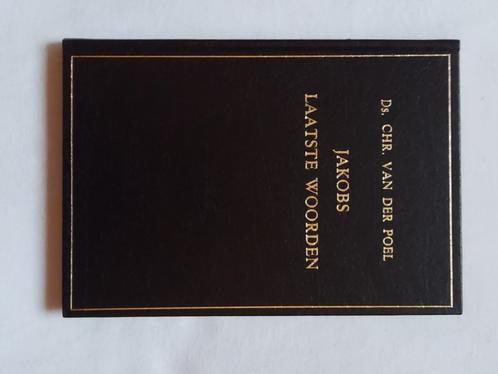 Ds. CHR. VAN DER POEL
JAKOBS
LAATSTE WOORDEN